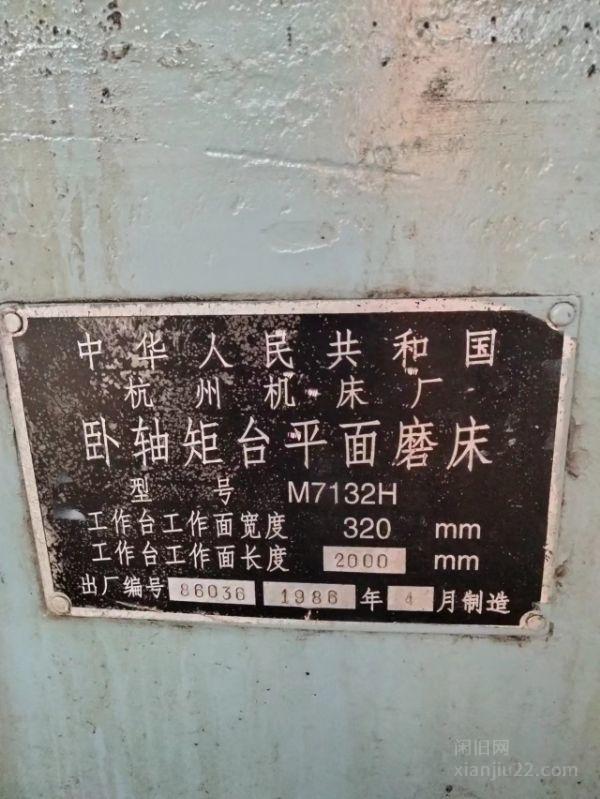 中华人民共和国
杭州机床厂
卧轴矩台平面磨床
型号 M7132H
工作台工作面宽度 320 mm
工作台工作面长度 2000 mm
出厂编号 86036 1986 年 4 月制造
闲旧网
xianjiu22.com